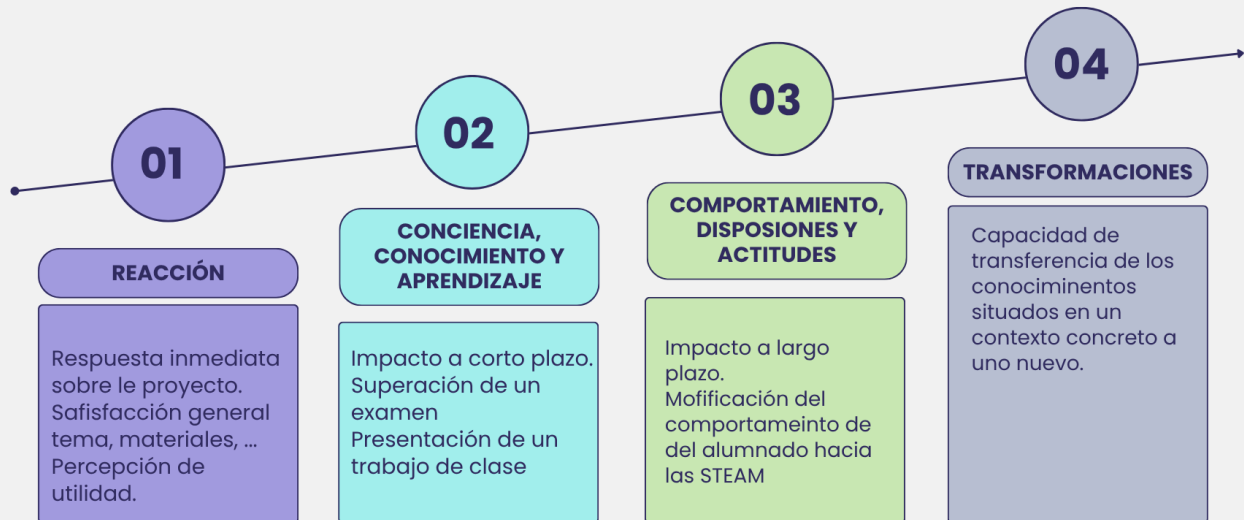 01
REACCIÓN
Respuesta inmediata
sobre le proyecto.
Safisfacción general
tema, materiales, ...
Percepción de
utilidad.
02
CONCIENCIA,
CONOCIMIENTO Y
APRENDIZAJE
Impacto a corto plazo.
Superación de un
examen
Presentación de un
trabajo de clase
03
COMPORTAMIENTO,
DISPOSIONES Y
ACTITUDES
Impacto a largo
plazo.
Mofificación del
comportameinto de
del alumnado hacia
las STEAM
04
TRANSFORMACIONES
Capacidad de
transferencia de los
conociminentos
situados en un
contexto concreto a
uno nuevo.